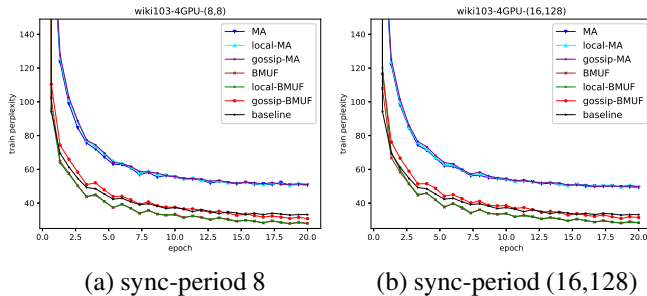 wiki103-4GPU-(8,8)
train perplexity
140
120
100
80
60
40
0.0 2.5 5.0 7.5 10.0 12.5 15.0 17.5 20.0
epoch
MA
local-MA
gossip-MA
BMUF
local-BMUF
gossip-BMUF
baseline
(a) sync-period 8
wiki103-4GPU-(16,128)
train perplexity
140
120
100
80
60
40
0.0 2.5 5.0 7.5 10.0 12.5 15.0 17.5 20.0
epoch
MA
local-MA
gossip-MA
BMUF
local-BMUF
gossip-BMUF
baseline
(b) sync-period (16,128)